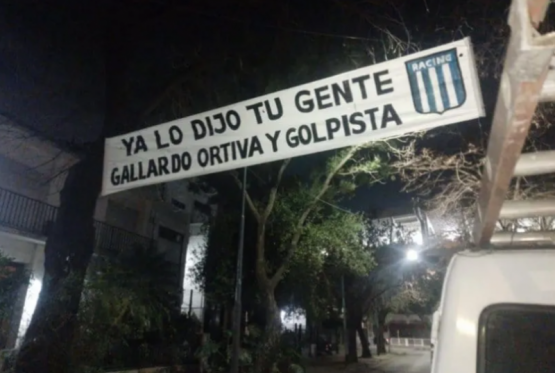 YA LO DIJO TU GENTE
GALLARDO ORTIVA Y GOLPISTA
RACING